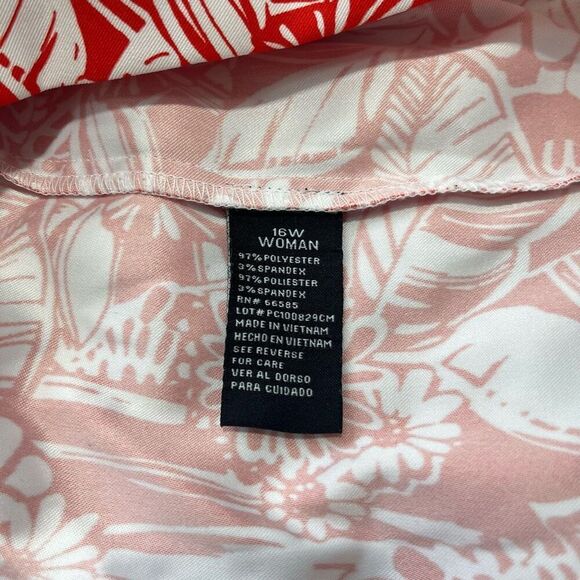 16W
WOMAN
97% POLYESTER
3% SPANDEX
97% POLIESTER
3% SPANDEX
RN# 66585
LOT# PC100829CM
MADE IN VIETNAM
HECHO EN VIETNAM
SEE REVERSE
FOR CARE
VER AL DORSO
PARA CUIDADO